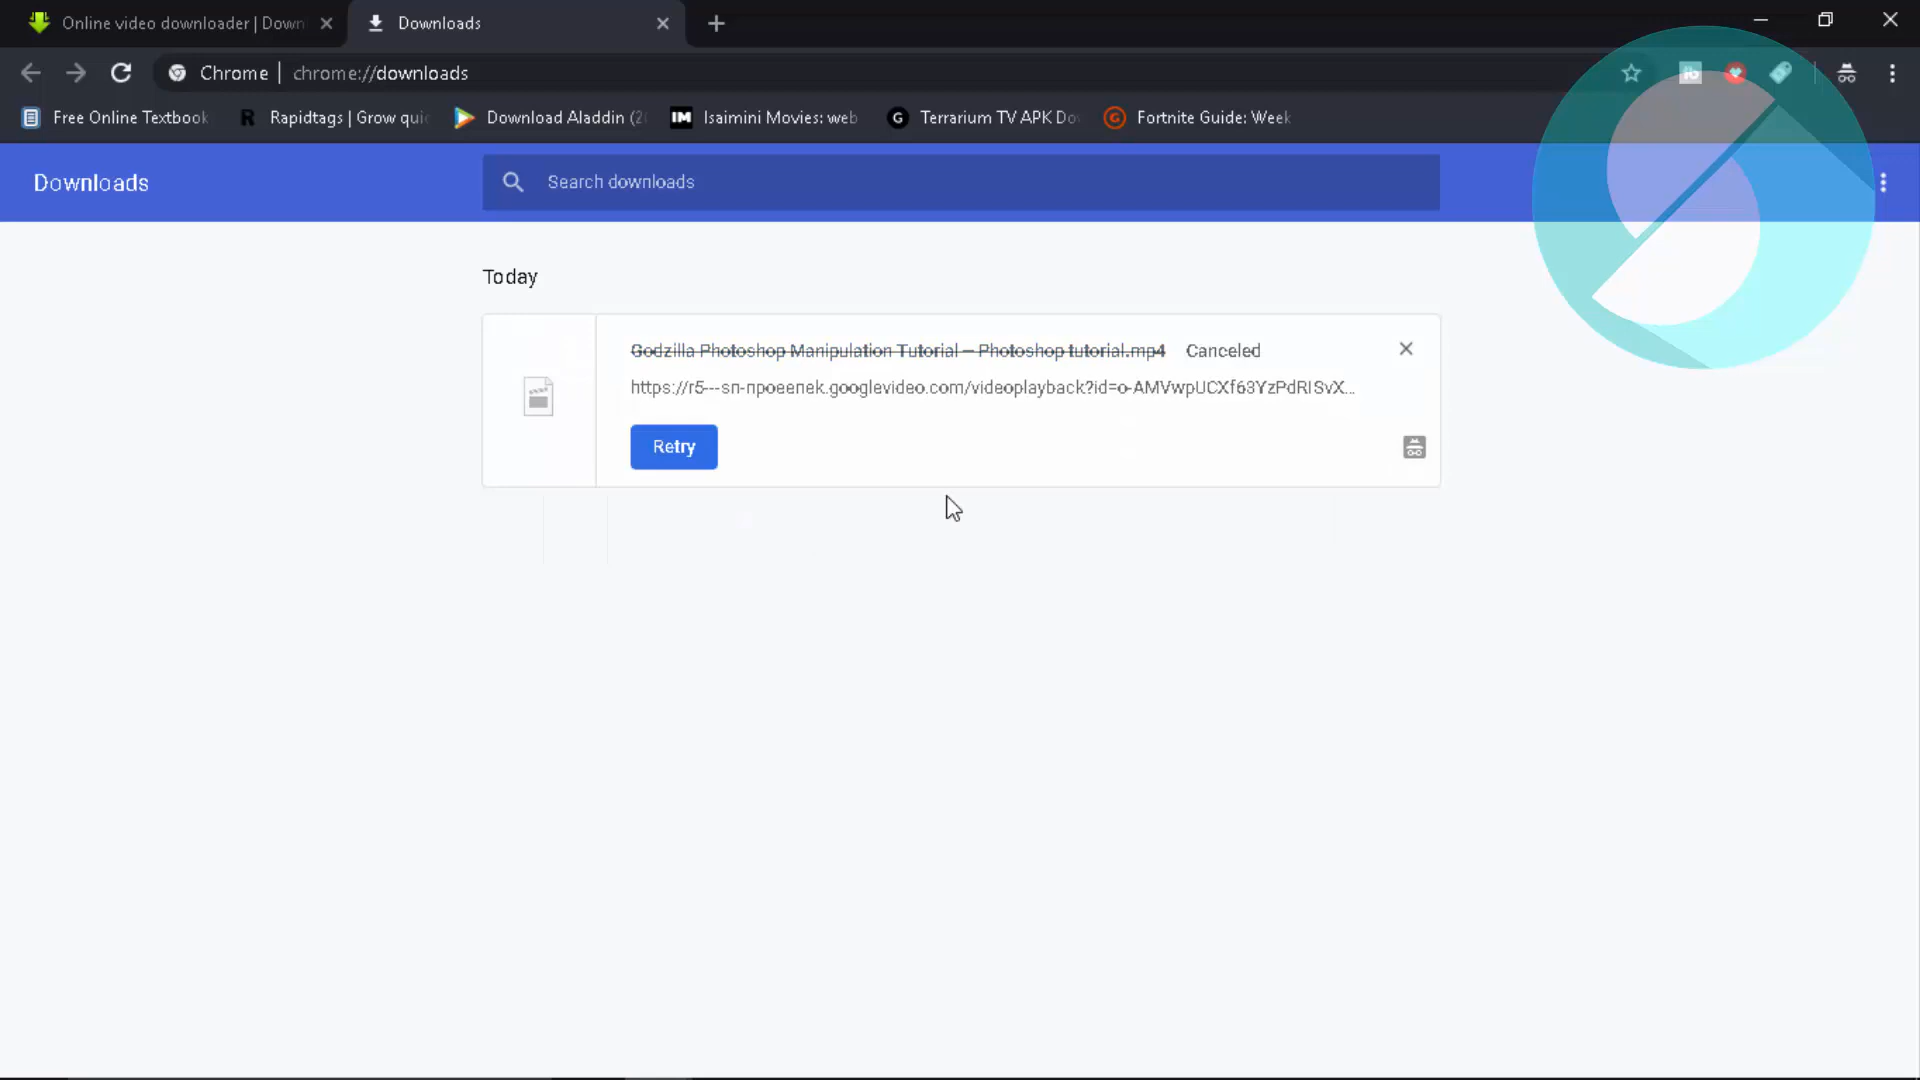 Online video downloader | Down
Downloads
Chrome | chrome://downloads
Free Online Textbook
Rapidtags | Grow qui
Download Aladdin (2
IM Isaimini Movies: web
G Terrarium TV APK Do
Fortnite Guide: Week
Downloads
Search downloads
Today
Godzilla Photoshop Manipulation Tutorial – Photoshop tutorial.mp4 Canceled
https://r5---sn-npoeenek.googlevideo.com/videoplayback?id=o-AMVwpUCXf63YzPdRISvX...
Retry